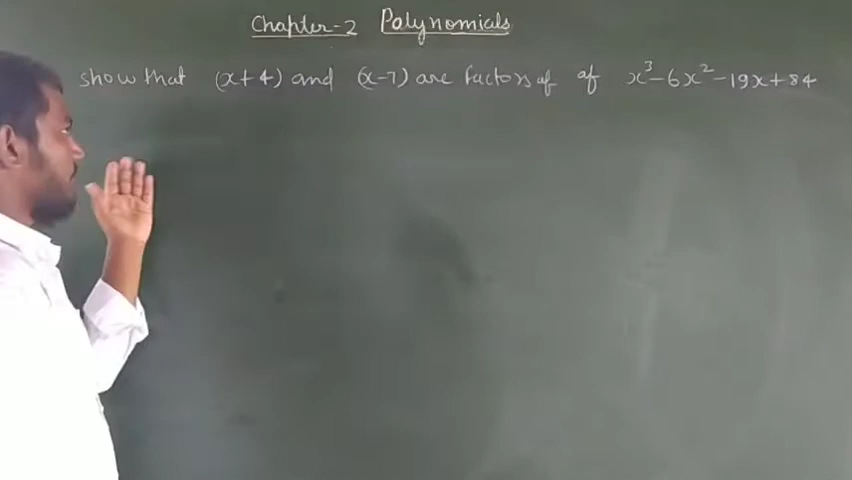 Chapter-2 Polynomials
show that (x+4) and (x-7) are factors of of x³-6x²-19x+84